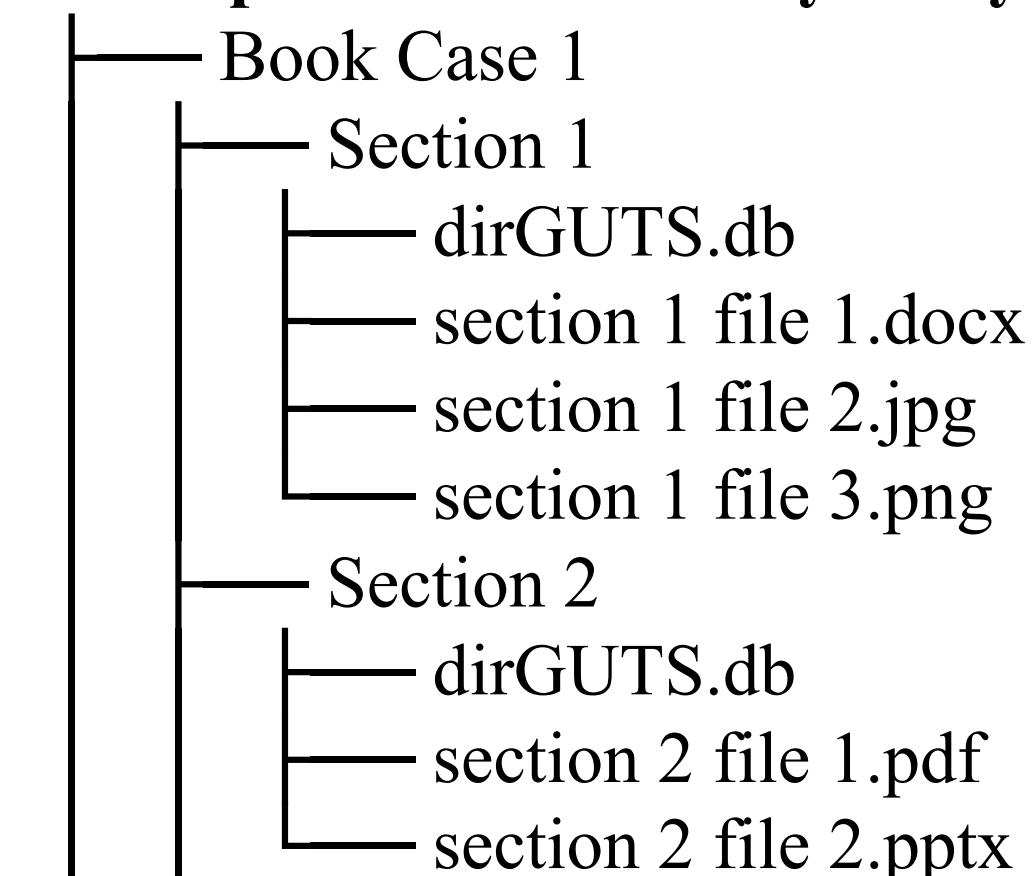 Book Case 1
Section 1
dirGUTS.db
section 1 file 1.docx
section 1 file 2.jpg
section 1 file 3.png
Section 2
dirGUTS.db
section 2 file 1.pdf
section 2 file 2.pptx